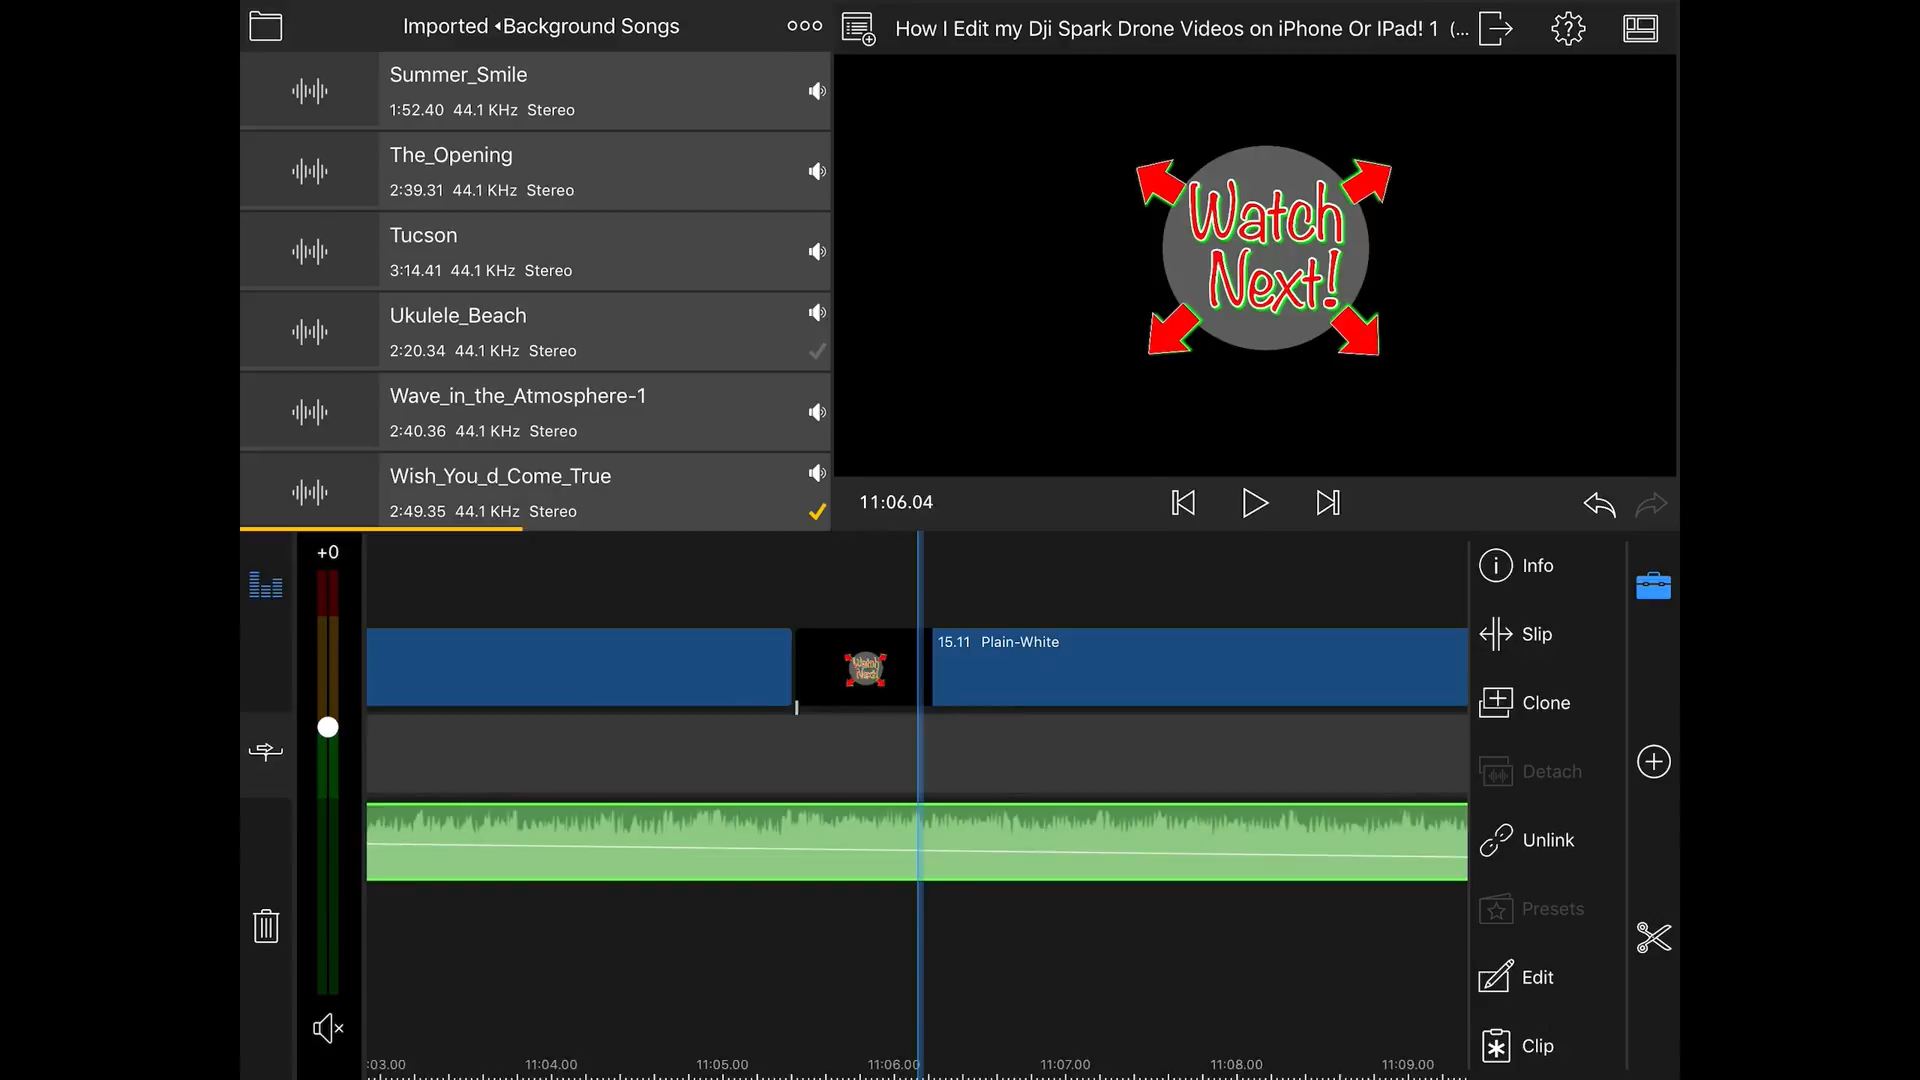 Imported ◂Background Songs
How I Edit my Dji Spark Drone Videos on iPhone Or IPad! 1 (...
Summer_Smile
1:52.40 44.1 KHz Stereo
The_Opening
2:39.31 44.1 KHz Stereo
Tucson
3:14.41 44.1 KHz Stereo
Ukulele_Beach
2:20.34 44.1 KHz Stereo
Wave_in_the_Atmosphere-1
2:40.36 44.1 KHz Stereo
Wish_You_d_Come_True
2:49.35 44.1 KHz Stereo
Watch
Next!
11:06.04
+0
15.11 Plain-White
Watch
Next!
Info
Slip
Clone
Detach
Unlink
Presets
Edit
Clip
:03.00 11:04.00 11:05.00 11:06.00 11:07.00 11:08.00 11:09.00